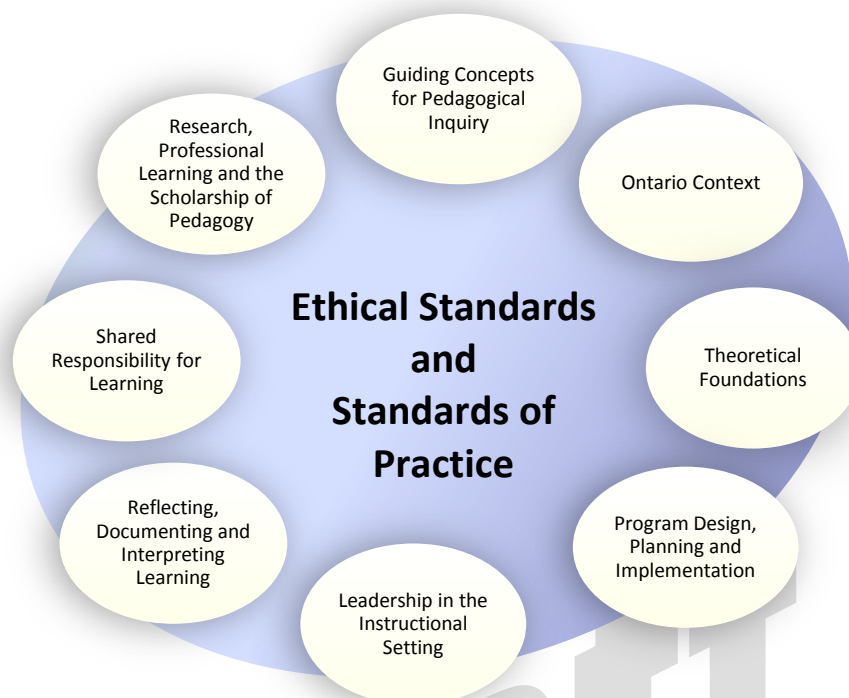 Guiding Concepts
for Pedagogical
Inquiry
Ontario Context
Theoretical
Foundations
Program Design,
Planning and
Implementation
Leadership in the
Instructional
Setting
Reflecting,
Documenting and
Interpreting
Learning
Shared
Responsibility for
Learning
Research,
Professional
Learning and the
Scholarship of
Pedagogy
Ethical Standards
and
Standards of
Practice